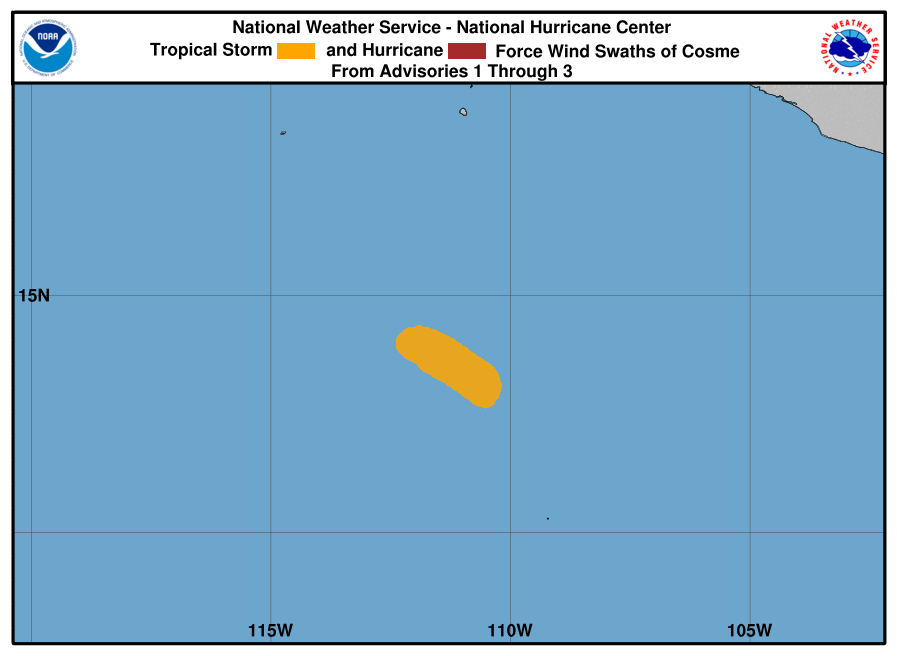 National Weather Service - National Hurricane Center
Tropical Storm and Hurricane Force Wind Swaths of Cosme
From Advisories 1 Through 3
NOAA
NATIONAL WEATHER SERVICE
15N
115W 110W 105W